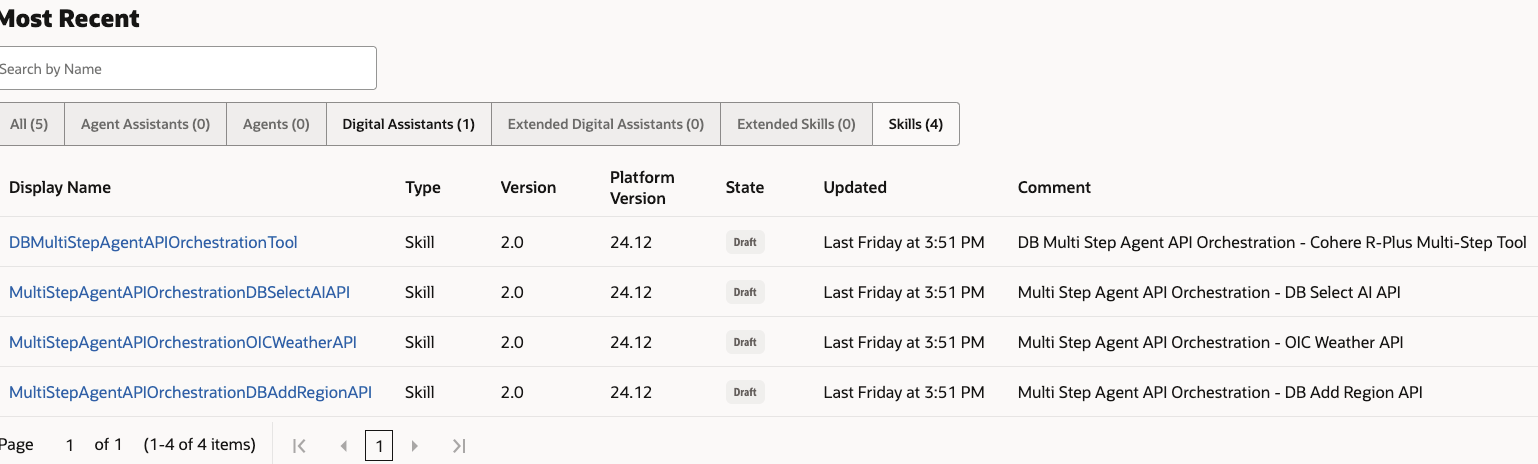 Most Recent
Search by Name
All (5) Agent Assistants (0) Agents (0) Digital Assistants (1) Extended Digital Assistants (0) Extended Skills (0) Skills (4)
Display Name Type Version Platform Version State Updated Comment
DBMultiStepAgentAPIOrchestrationTool Skill 2.0 24.12 Draft Last Friday at 3:51 PM DB Multi Step Agent API Orchestration - Cohere R-Plus Multi-Step Tool
MultiStepAgentAPIOrchestrationDBSelectAIAPI Skill 2.0 24.12 Draft Last Friday at 3:51 PM Multi Step Agent API Orchestration - DB Select AI API
MultiStepAgentAPIOrchestrationOICWeatherAPI Skill 2.0 24.12 Draft Last Friday at 3:51 PM Multi Step Agent API Orchestration - OIC Weather API
MultiStepAgentAPIOrchestrationDBAddRegionAPI Skill 2.0 24.12 Draft Last Friday at 3:51 PM Multi Step Agent API Orchestration - DB Add Region API
Page 1 of 1 (1-4 of 4 items) 1